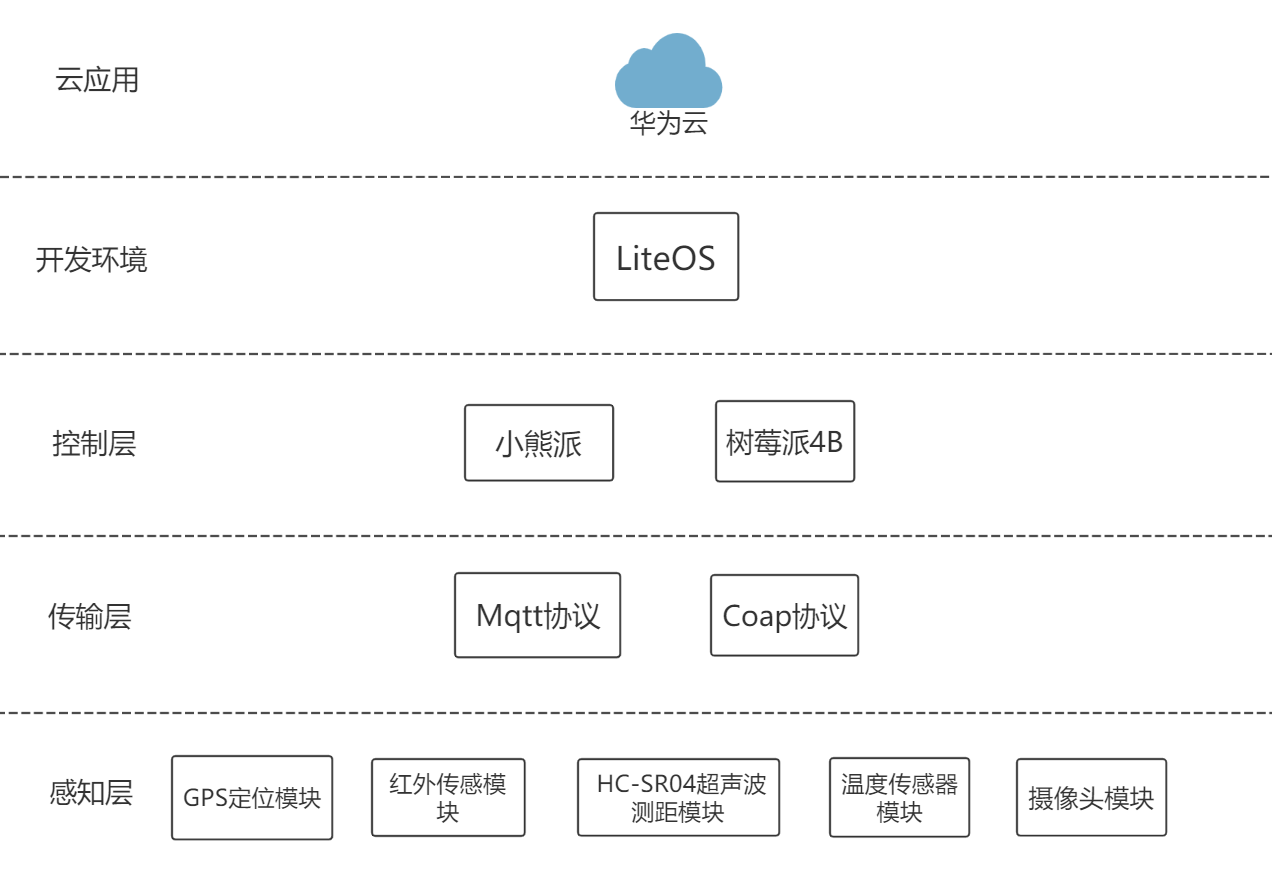 云应用
华为云
开发环境
LiteOS
控制层
小熊派
树莓派4B
传输层
Mqtt协议
Coap协议
感知层
GPS定位模块
红外传感模
块
HC-SR04超声波
测距模块
温度传感器
模块
摄像头模块